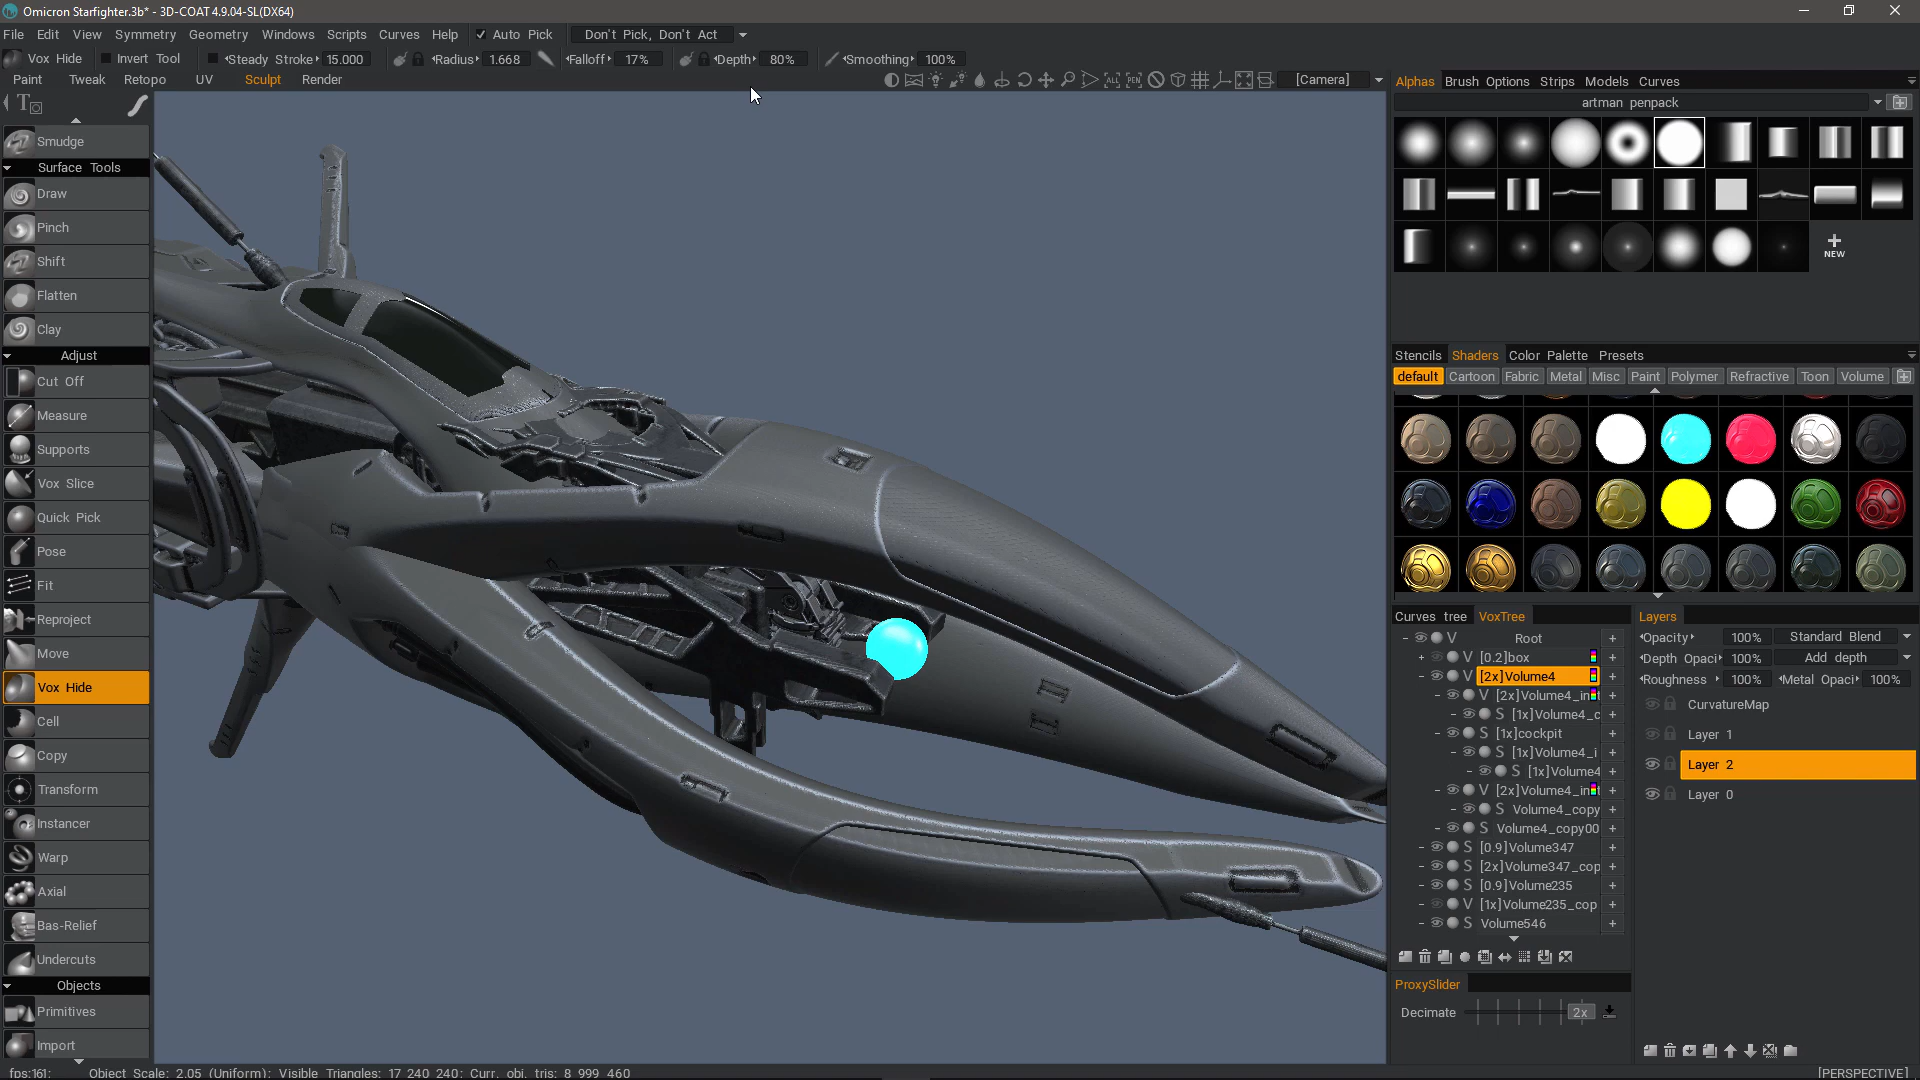 Omicron Starfighter.3b* - 3D-COAT 4.9.04-SL(DX64)
File Edit View Symmetry Geometry Windows Scripts Curves Help Auto Pick Don't Pick, Don't Act
Vox Hide Invert Tool Steady Stroke 15.000 Radius 1.668 Falloff 17% Depth 80% Smoothing 100%
Paint Tweak Retopo UV Sculpt Render [Camera]
Smudge
Surface Tools
Draw
Pinch
Shift
Flatten
Clay
Adjust
Cut Off
Measure
Supports
Vox Slice
Quick Pick
Pose
Fit
Reproject
Move
Vox Hide
Cell
Copy
Transform
Instancer
Warp
Axial
Bas-Relief
Undercuts
Objects
Primitives
Import
Alphas Brush Options Strips Models Curves
artman penpack
NEW
Stencils Shaders Color Palette Presets
default Cartoon Fabric Metal Misc Paint Polymer Refractive Toon Volume
Curves tree VoxTree
V Root +
+ V [0.2]box +
- V [2x]Volume4 +
- V [2x]Volume4_in t +
- S [1x]Volume4_c +
- S [1x]cockpit +
- S [1x]Volume4_i +
- S [1x]Volume4 +
- V [2x]Volume4_in t +
- S Volume4_copy +
- S Volume4_copy00 +
- S [0.9]Volume347 +
- S [2x]Volume347_cop +
- S [0.9]Volume235 +
- V [1x]Volume235_cop +
- S Volume546 +
ProxySlider
Decimate 2x
Layers
Opacity 100% Standard Blend
Depth Opaci 100% Add depth
Roughness 100% Metal Opaci 100%
CurvatureMap
Layer 1
Layer 2
Layer 0
fps:161; Object Scale: 2.05 (Uniform); Visible Triangles: 17 240 240; Curr. obj. tris: 8 999 460
[PERSPECTIVE]